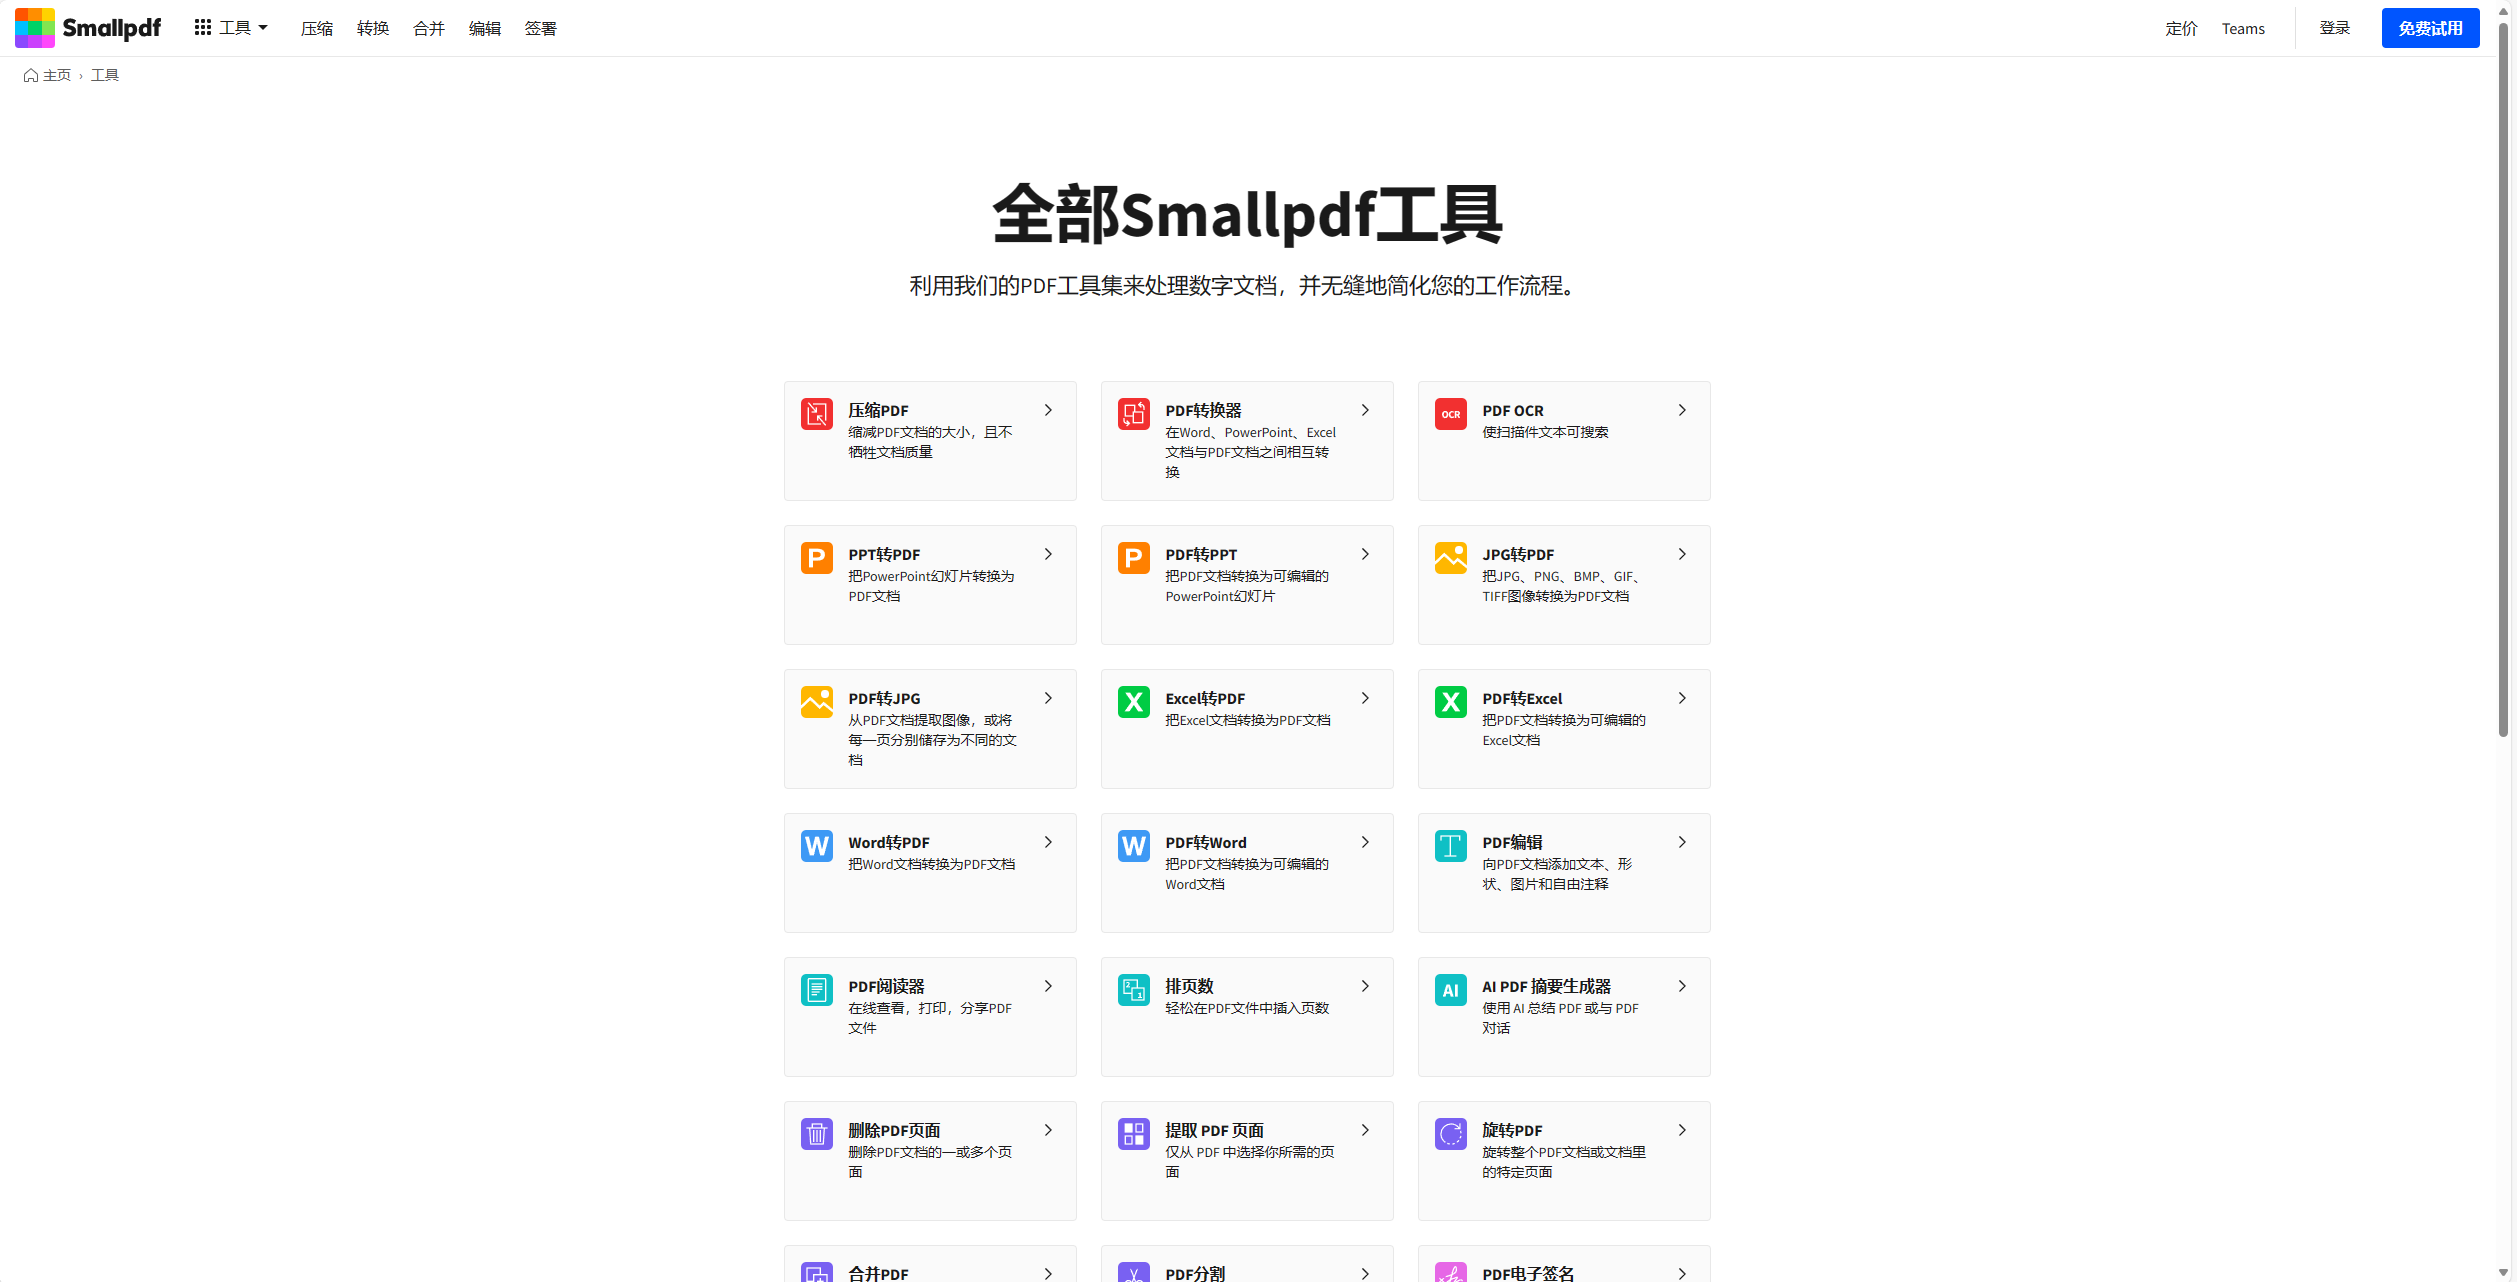 Smallpdf 工具 压缩 转换 合并 编辑 签署 定价 Teams 登录 免费试用
主页 › 工具
全部Smallpdf工具
利用我们的PDF工具集来处理数字文档，并无缝地简化您的工作流程。
压缩PDF
缩减PDF文档的大小，且不
牺牲文档质量
PDF转换器
在Word、PowerPoint、Excel
文档与PDF文档之间相互转
换
OCR
PDF OCR
使扫描件文本可搜索
P
PPT转PDF
把PowerPoint幻灯片转换为
PDF文档
P
PDF转PPT
把PDF文档转换为可编辑的
PowerPoint幻灯片
JPG转PDF
把JPG、PNG、BMP、GIF、
TIFF图像转换为PDF文档
PDF转JPG
从PDF文档提取图像，或将
每一页分别储存为不同的文
档
X
Excel转PDF
把Excel文档转换为PDF文档
X
PDF转Excel
把PDF文档转换为可编辑的
Excel文档
W
Word转PDF
把Word文档转换为PDF文档
W
PDF转Word
把PDF文档转换为可编辑的
Word文档
T
PDF编辑
向PDF文档添加文本、形
状、图片和自由注释
PDF阅读器
在线查看，打印，分享PDF
文件
2 1
排页数
轻松在PDF文件中插入页数
AI
AI PDF 摘要生成器
使用 AI 总结 PDF 或与 PDF
对话
删除PDF页面
删除PDF文档的一或多个页
面
提取 PDF 页面
仅从 PDF 中选择你所需的页
面
旋转PDF
旋转整个PDF文档或文档里
的特定页面
合并PDF
PDF分割
PDF电子签名